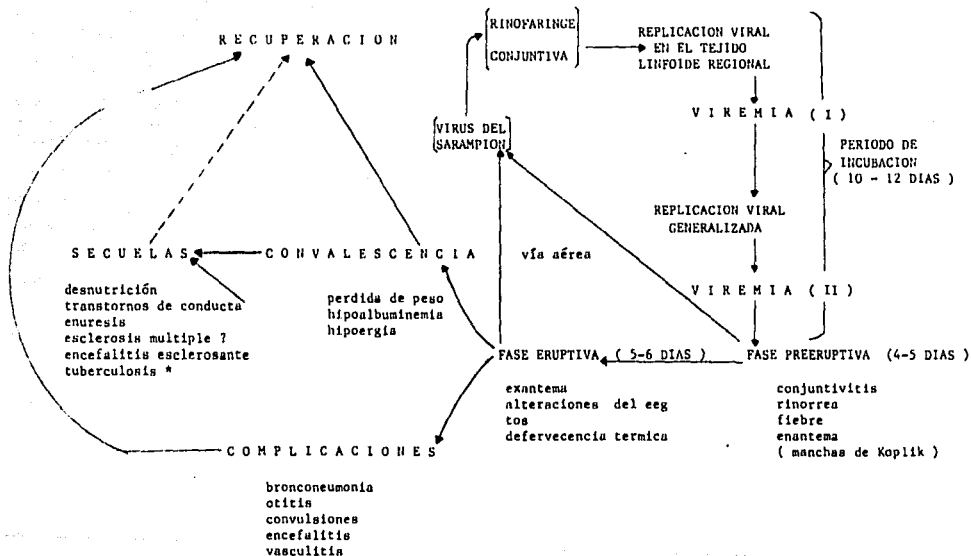 RECUPERACION
RINOFARINGE
CONJUNTIVA
REPLICACION VIRAL
EN EL TEJIDO
LINFOIDE REGIONAL
VIREMIA ( I )
VIRUS DEL
SARAMPION
PERIODO DE
INCUBACION
( 10 - 12 DIAS )
REPLICACION VIRAL
GENERALIZADA
SECUELAS
CONVALESCENCIA
vía aérea
VIREMIA ( II )
desnutrición
transtornos de conducta
enuresis
esclerosis multiple ?
encefalitis esclerosante
tuberculosis *
perdida de peso
hipoalbuminemia
hipoergia
FASE ERUPTIVA ( 5-6 DIAS )
FASE PREERUPTIVA (4-5 DIAS )
exantema
alteraciones del eeg
tos
defervecencia termica
conjuntivitis
rinorrea
fiebre
enantema
( manchas de Koplik )
COMPLICACIONES
bronconeumonia
otitis
convulsiones
encefalitis
vasculitis